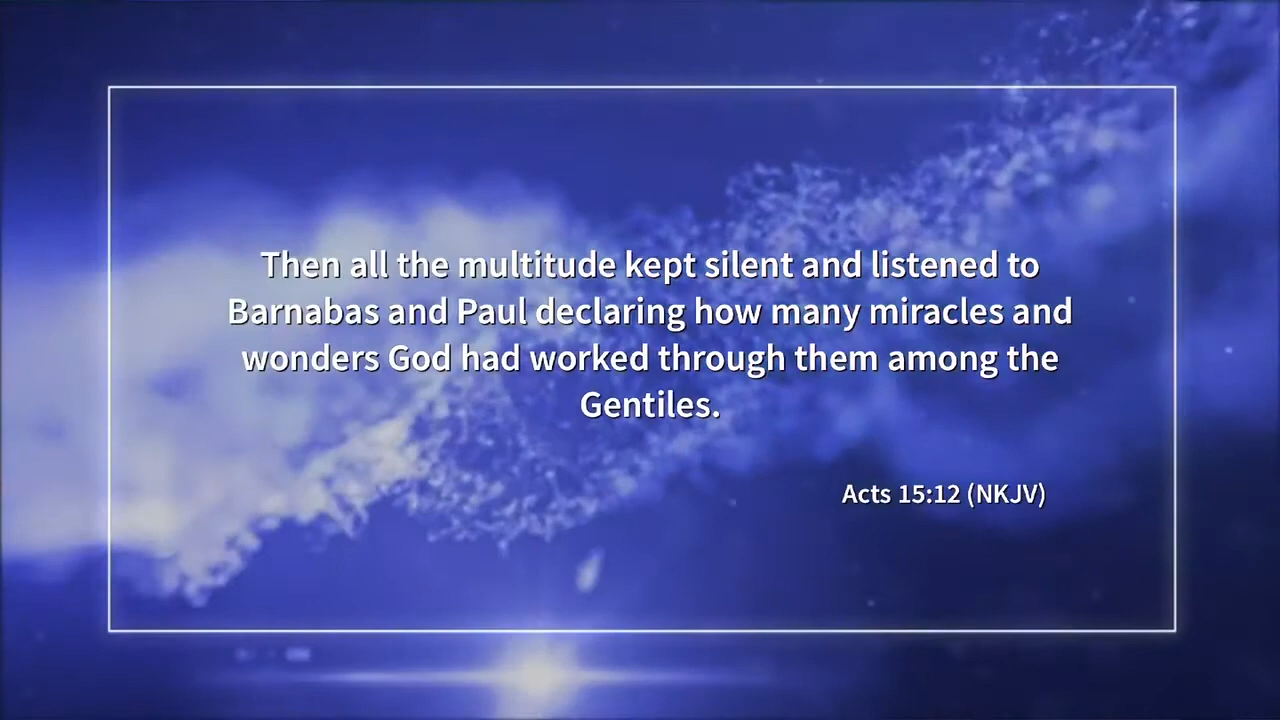 Then all the multitude kept silent and listened to
Barnabas and Paul declaring how many miracles and
wonders God had worked through them among the
Gentiles.
Acts 15:12 (NKJV)